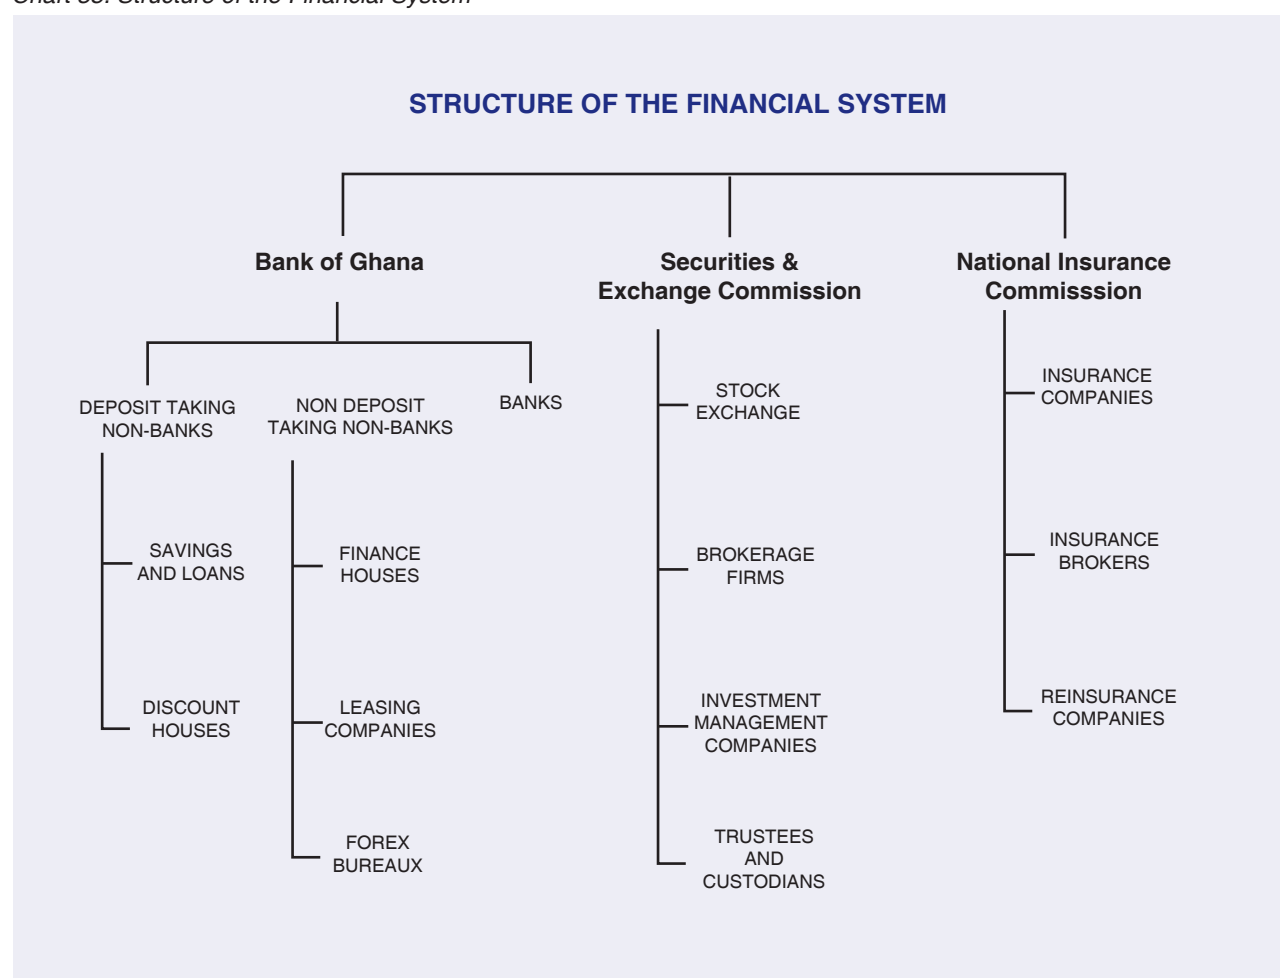 Structure of the Financial System
STRUCTURE OF THE FINANCIAL SYSTEM
Bank of Ghana
Securities &
Exchange Commission
National Insurance
Commisssion
DEPOSIT TAKING
NON-BANKS
NON DEPOSIT
TAKING NON-BANKS
BANKS
SAVINGS
AND LOANS
DISCOUNT
HOUSES
FINANCE
HOUSES
LEASING
COMPANIES
FOREX
BUREAUX
STOCK
EXCHANGE
BROKERAGE
FIRMS
INVESTMENT
MANAGEMENT
COMPANIES
TRUSTEES
AND
CUSTODIANS
INSURANCE
COMPANIES
INSURANCE
BROKERS
REINSURANCE
COMPANIES